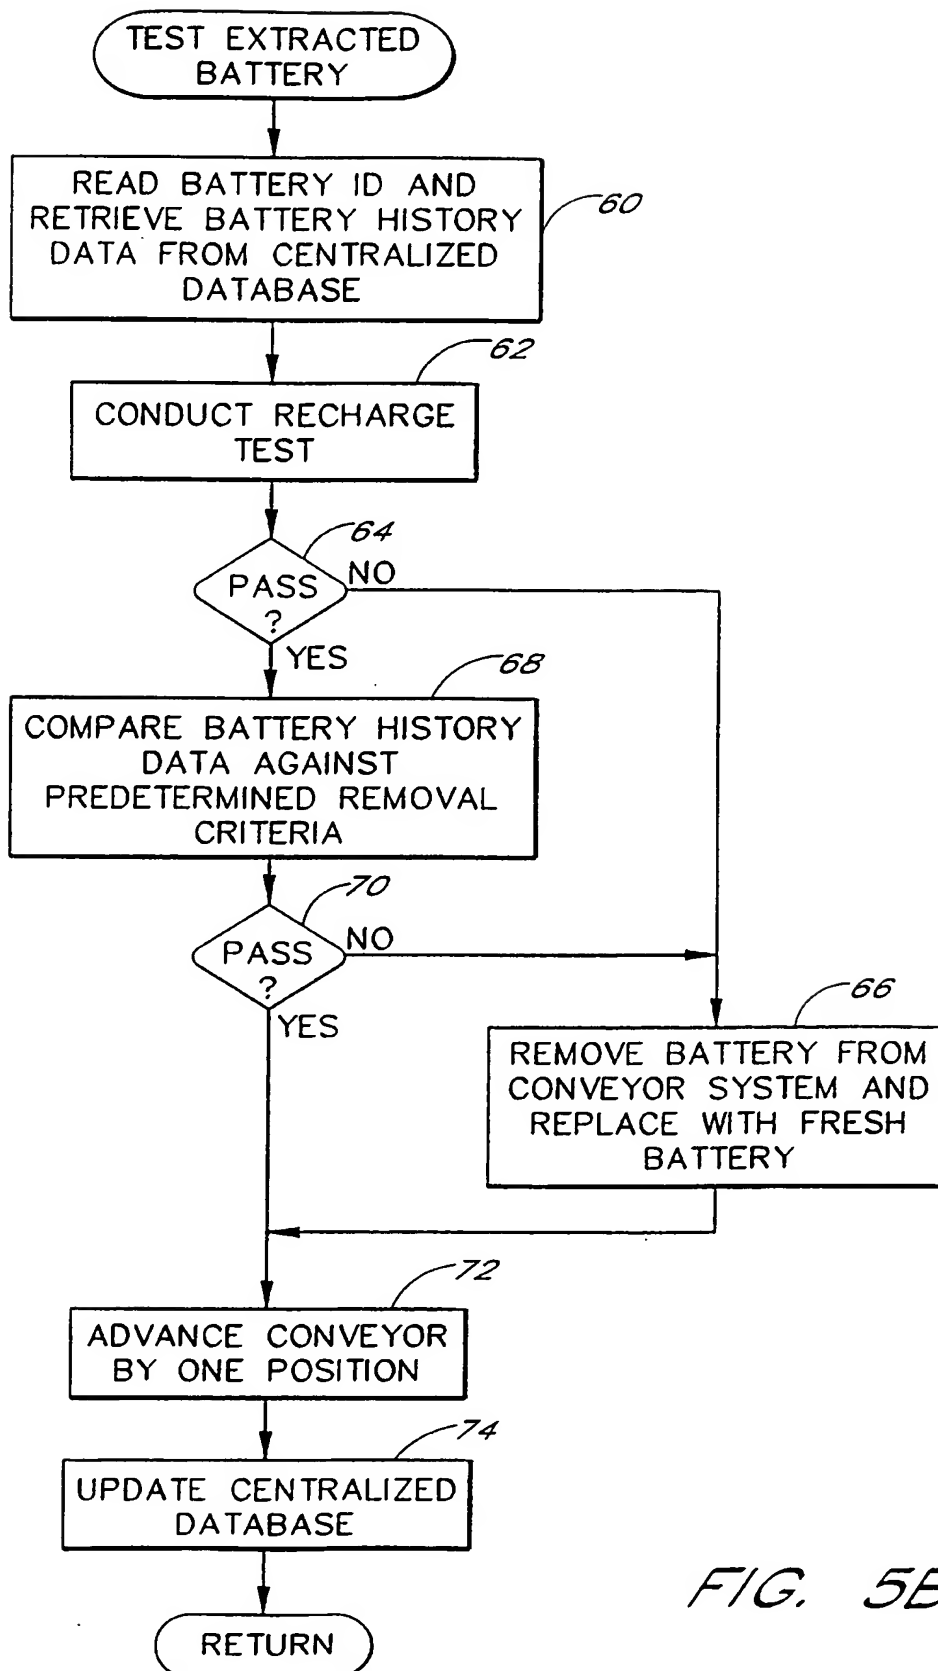 TEST EXTRACTED
BATTERY
READ BATTERY ID AND
RETRIEVE BATTERY HISTORY
DATA FROM CENTRALIZED
DATABASE
60
62
CONDUCT RECHARGE
TEST
64
PASS
?
NO
YES
68
COMPARE BATTERY HISTORY
DATA AGAINST
PREDETERMINED REMOVAL
CRITERIA
70
PASS
?
NO
YES
66
REMOVE BATTERY FROM
CONVEYOR SYSTEM AND
REPLACE WITH FRESH
BATTERY
72
ADVANCE CONVEYOR
BY ONE POSITION
74
UPDATE CENTRALIZED
DATABASE
RETURN
FIG. 5B